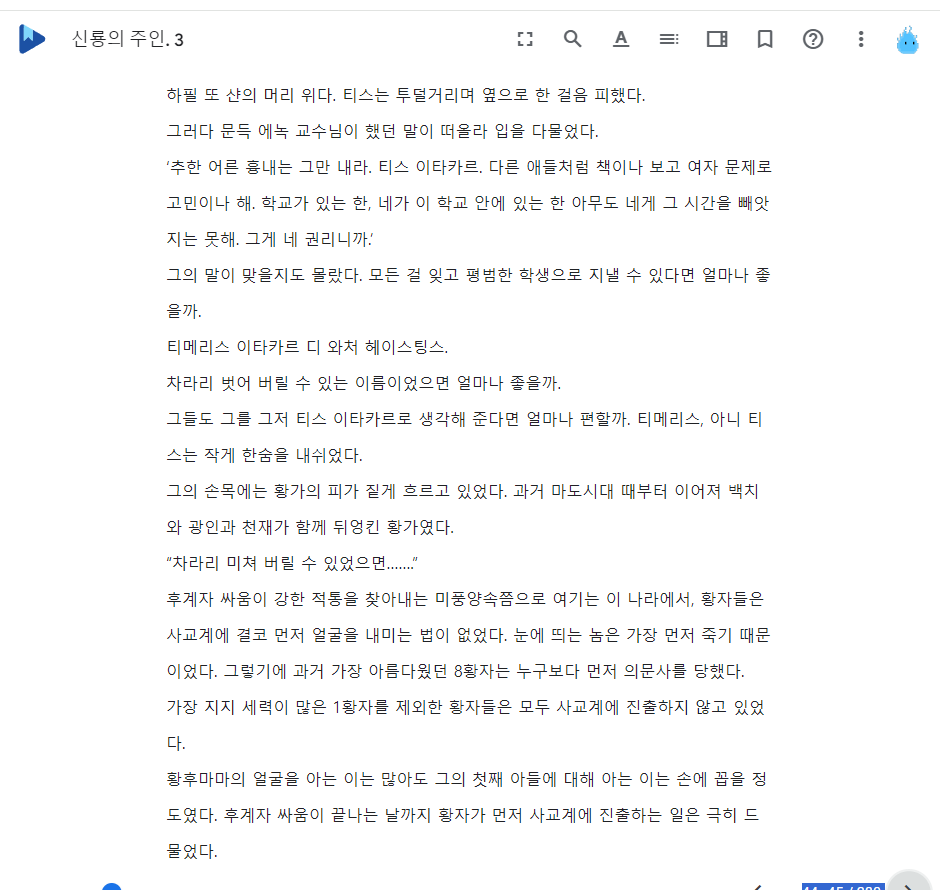 신룡의 주인. 3
하필 또 샨의 머리 위다. 티스는 투덜거리며 옆으로 한 걸음 피했다.
그러다 문득 에녹 교수님이 했던 말이 떠올라 입을 다물었다.
‘추한 어른 흉내는 그만 내라. 티스 이타카르. 다른 애들처럼 책이나 보고 여자 문제로
고민이나 해. 학교가 있는 한, 네가 이 학교 안에 있는 한 아무도 네게 그 시간을 빼앗
지는 못해. 그게 네 권리니까.’
그의 말이 맞을지도 몰랐다. 모든 걸 잊고 평범한 학생으로 지낼 수 있다면 얼마나 좋
을까.
티메리스 이타카르 디 와처 헤이스팅스.
차라리 벗어 버릴 수 있는 이름이었으면 얼마나 좋을까.
그들도 그를 그저 티스 이타카르로 생각해 준다면 얼마나 편할까. 티메리스, 아니 티
스는 작게 한숨을 내쉬었다.
그의 손목에는 황가의 피가 짙게 흐르고 있었다. 과거 마도시대 때부터 이어져 백치
와 광인과 천재가 함께 뒤엉킨 황가였다.
“차라리 미쳐 버릴 수 있었으면…….”
후계자 싸움이 강한 적통을 찾아내는 미풍양속쯤으로 여기는 이 나라에서, 황자들은
사교계에 결코 먼저 얼굴을 내미는 법이 없었다. 눈에 띄는 놈은 가장 먼저 죽기 때문
이었다. 그렇기에 과거 가장 아름다웠던 8황자는 누구보다 먼저 의문사를 당했다.
가장 지지 세력이 많은 1황자를 제외한 황자들은 모두 사교계에 진출하지 않고 있었
다.
황후마마의 얼굴을 아는 이는 많아도 그의 첫째 아들에 대해 아는 이는 손에 꼽을 정
도였다. 후계자 싸움이 끝나는 날까지 황자가 먼저 사교계에 진출하는 일은 극히 드
물었다.